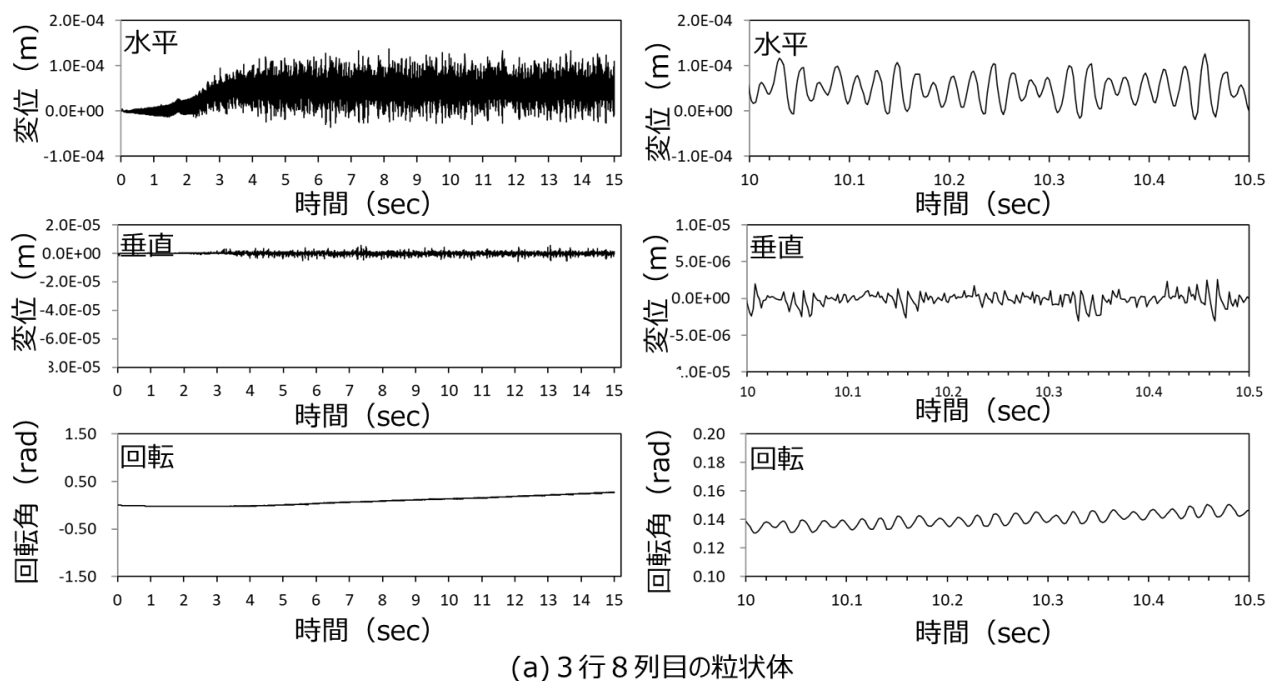 水平
変位（m）
2.0E-04
1.0E-04
0.0E+00
-1.0E-04
0 1 2 3 4 5 6 7 8 9 10 11 12 13 14 15
時間（sec）
水平
変位（m）
2.0E-04
1.0E-04
0.0E+00
-1.0E-04
10 10.1 10.2 10.3 10.4 10.5
時間（sec）
垂直
変位（m）
2.0E-05
0.0E+00
-2.0E-05
-4.0E-05
-6.0E-05
8.0E-05
0 1 2 3 4 5 6 7 8 9 10 11 12 13 14 15
時間（sec）
垂直
変位（m）
1.0E-05
5.0E-06
0.0E+00
-5.0E-06
1.0E-05
10 10.1 10.2 10.3 10.4 10.5
時間（sec）
回転
回転角（rad）
1.50
0.50
-0.50
-1.50
0 1 2 3 4 5 6 7 8 9 10 11 12 13 14 15
時間（sec）
回転
回転角（rad）
0.20
0.18
0.16
0.14
0.12
0.10
10 10.1 10.2 10.3 10.4 10.5
時間（sec）
(a)３行８列目の粒状体